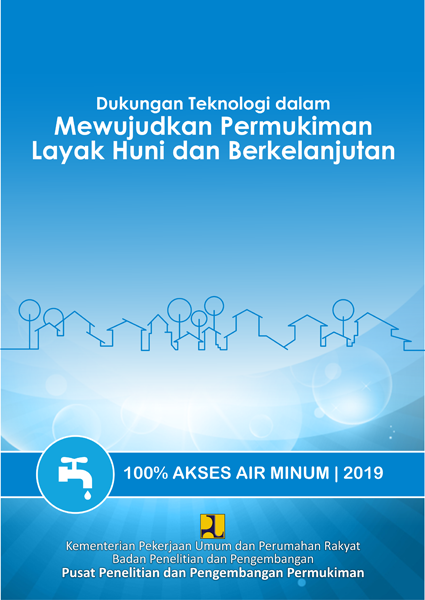 Dukungan Teknologi dalam
Mewujudkan Permukiman
Layak Huni dan Berkelanjutan
100% AKSES AIR MINUM | 2019
Kementerian Pekerjaan Umum dan Perumahan Rakyat
Badan Penelitian dan Pengembangan
Pusat Penelitian dan Pengembangan Permukiman